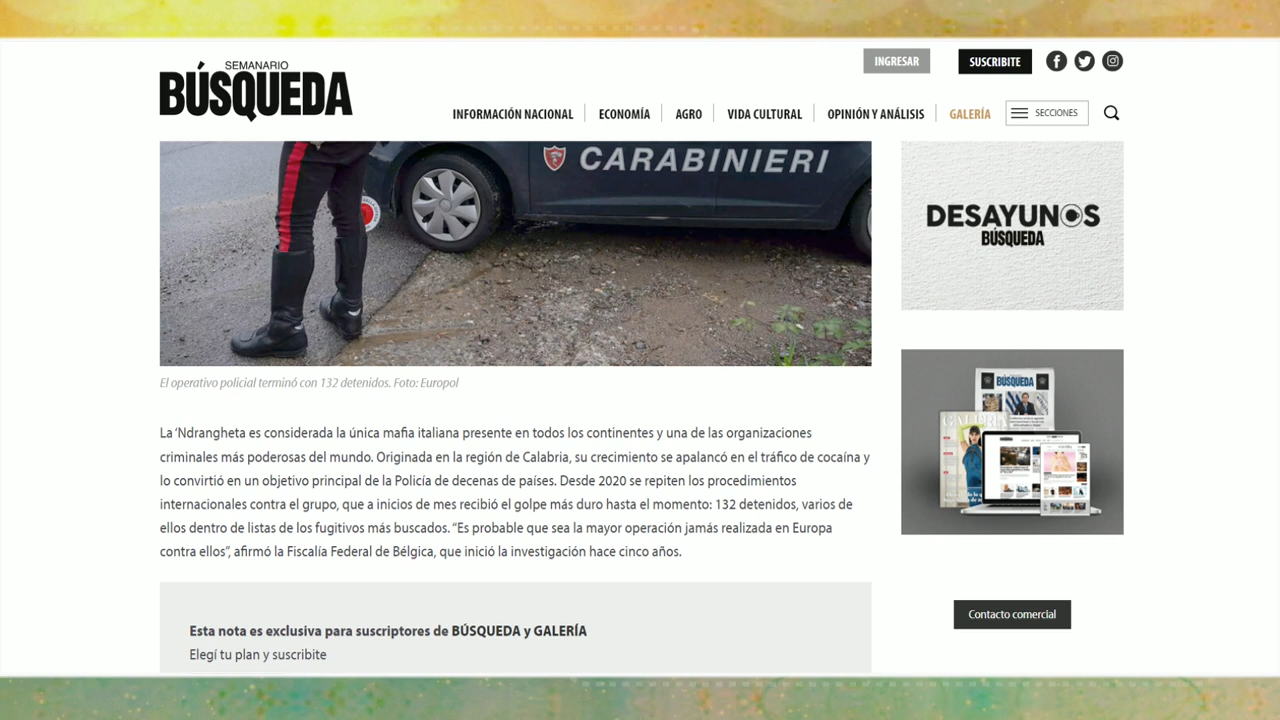 INGRESAR
SUSCRIBITE
SEMANARIO
BÚSQUEDA
INFORMACIÓN NACIONAL
ECONOMÍA
AGRO
VIDA CULTURAL
OPINIÓN Y ANÁLISIS
GALERÍA
SECCIONES
CARABINIERI
DESAYUNOS
BÚSQUEDA
El operativo policial terminó con 132 detenidos. Foto: Europol
BÚSQUEDA
La 'Ndrangheta es considerada la única mafia italiana presente en todos los continentes y una de las organizaciones
criminales más poderosas del mundo. Originada en la región de Calabria, su crecimiento se apalancó en el tráfico de cocaína y
lo convirtió en un objetivo principal de la Policía de decenas de países. Desde 2020 se repiten los procedimientos
internacionales contra el grupo, que a inicios de mes recibió el golpe más duro hasta el momento: 132 detenidos, varios de
ellos dentro de listas de los fugitivos más buscados. “Es probable que sea la mayor operación jamás realizada en Europa
contra ellos”, afirmó la Fiscalía Federal de Bélgica, que inició la investigación hace cinco años.
Esta nota es exclusiva para suscriptores de BÚSQUEDA y GALERÍA
Elegí tu plan y suscribite
Contacto comercial